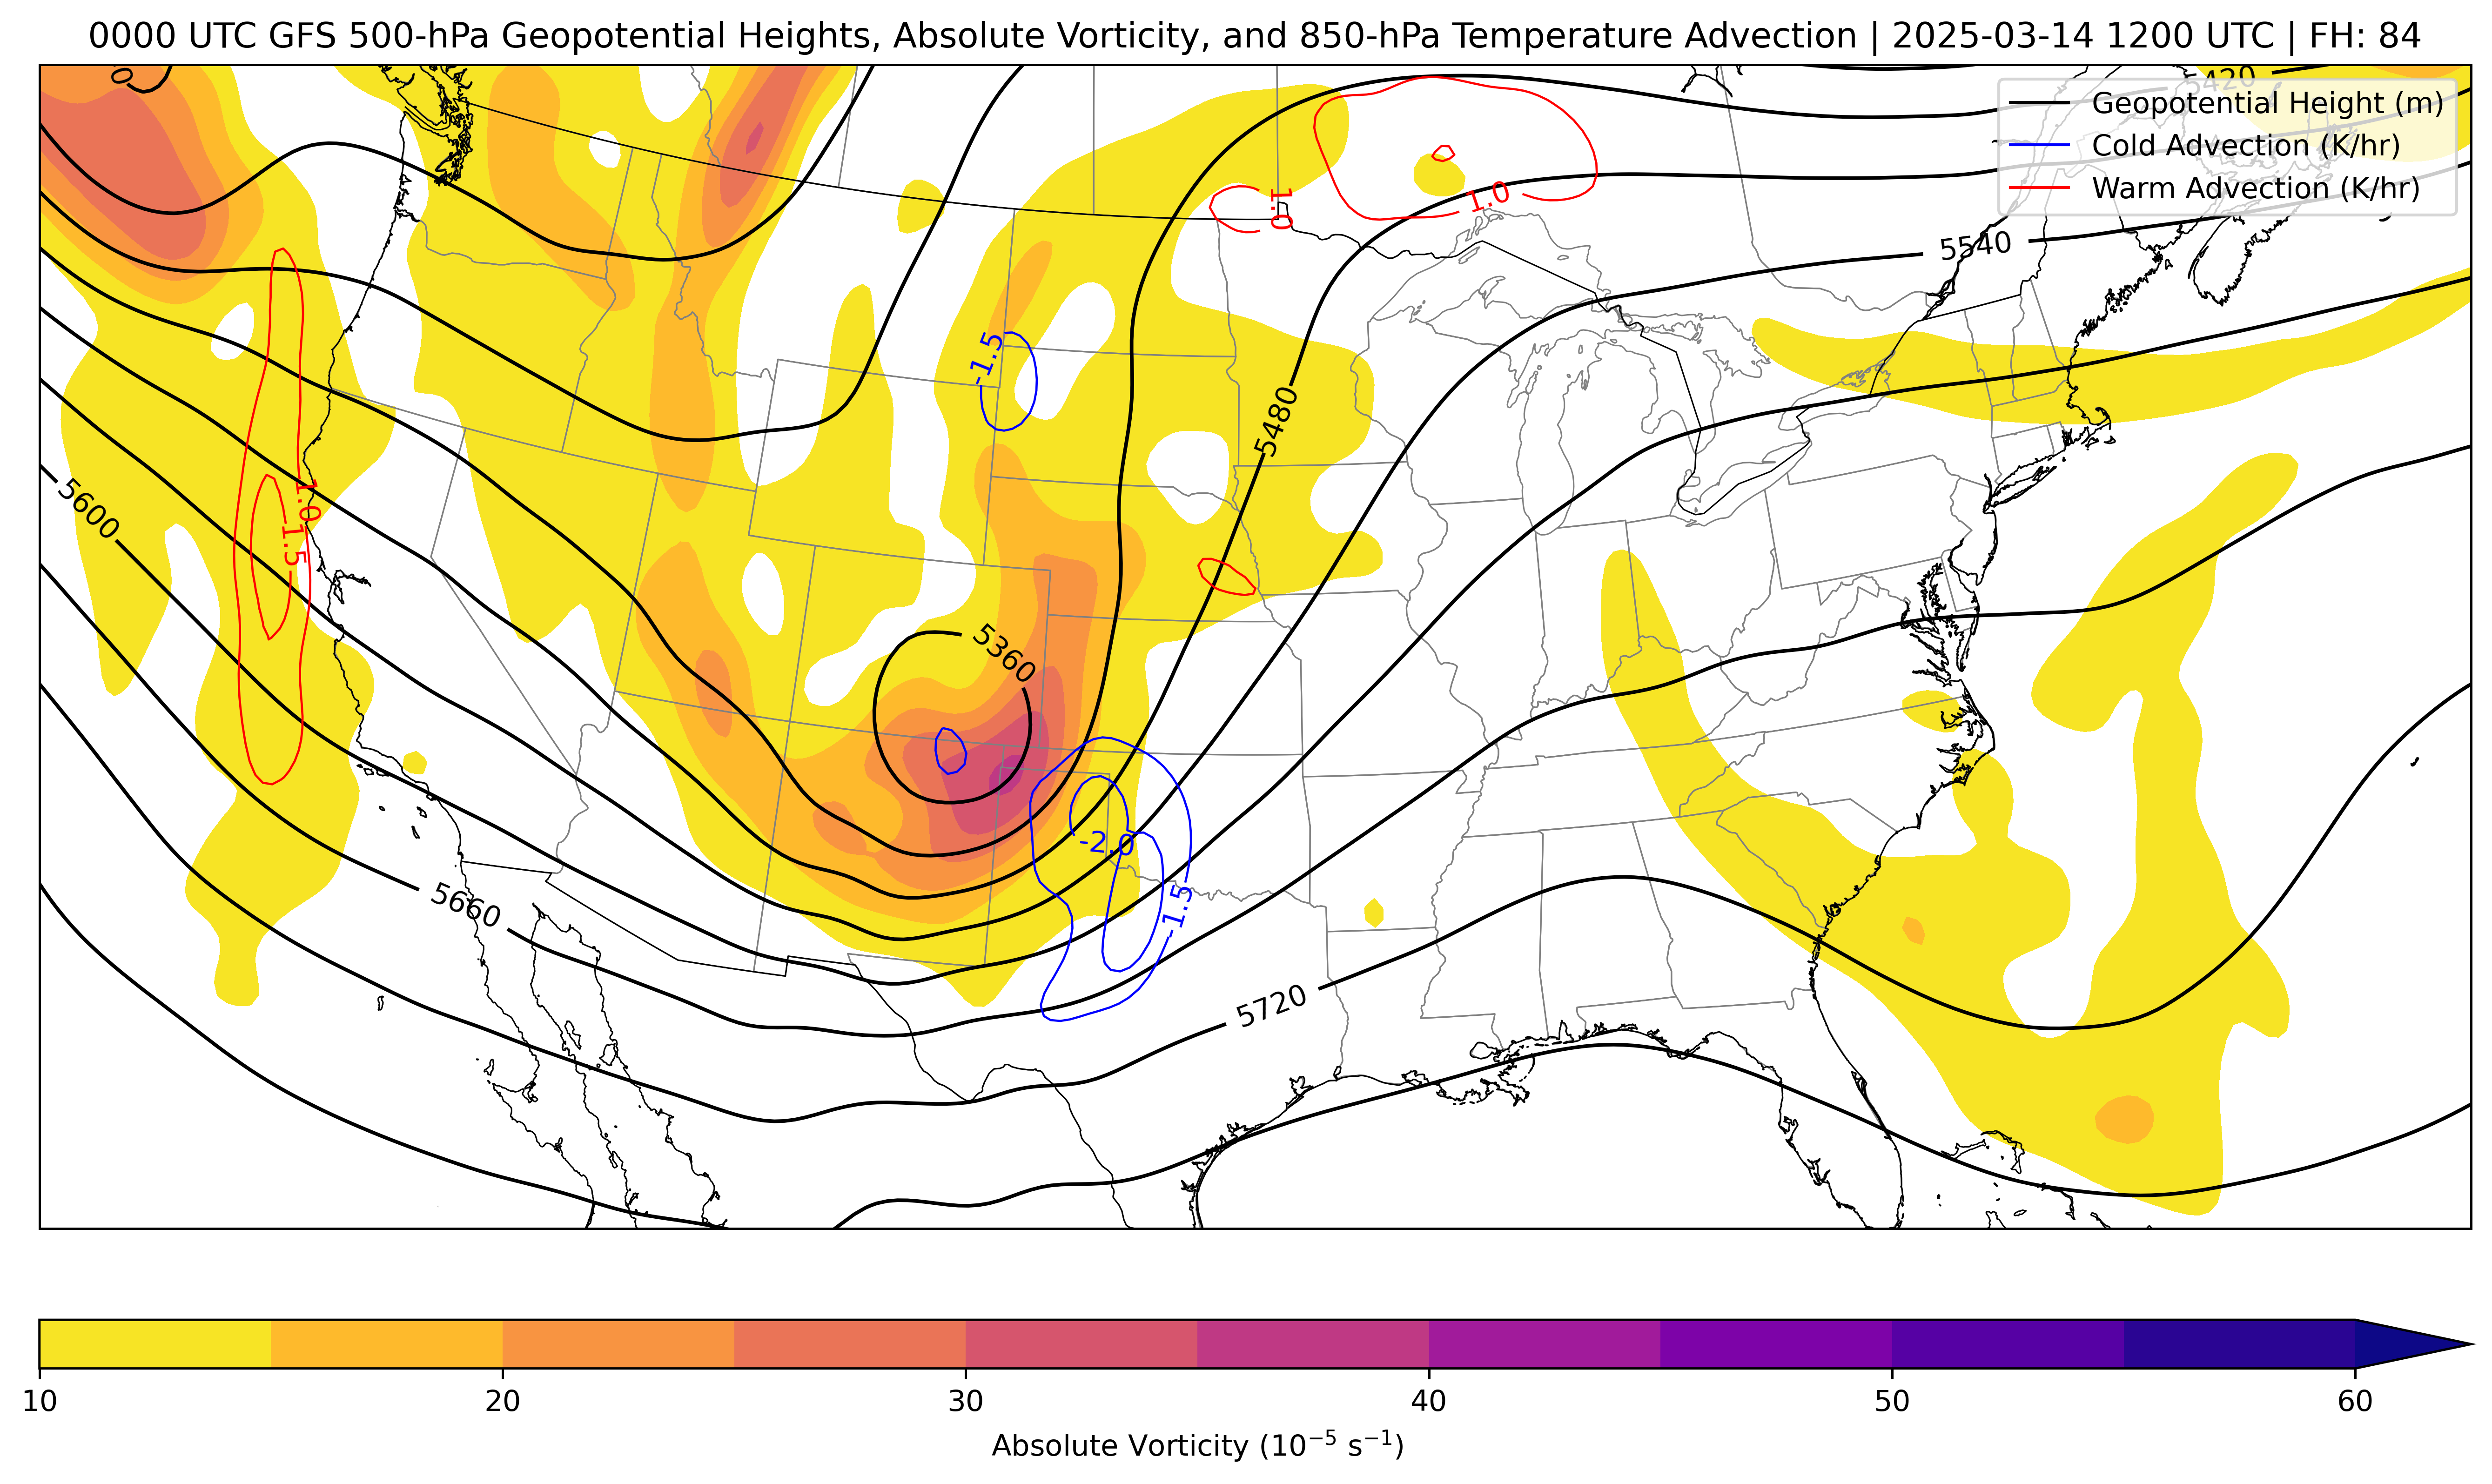 0000 UTC GFS 500-hPa Geopotential Heights, Absolute Vorticity, and 850-hPa Temperature Advection | 2025-03-14 1200 UTC | FH: 84
5420
Geopotential Height (m)
Cold Advection (K/hr)
Warm Advection (K/hr)
1.0
1.0
5540
-1.5
5480
5600
1.0
1.5
5360
-2.0
-1.5
5660
5720
10 20 30 40 50 60
Absolute Vorticity (10⁻⁵ s⁻¹)